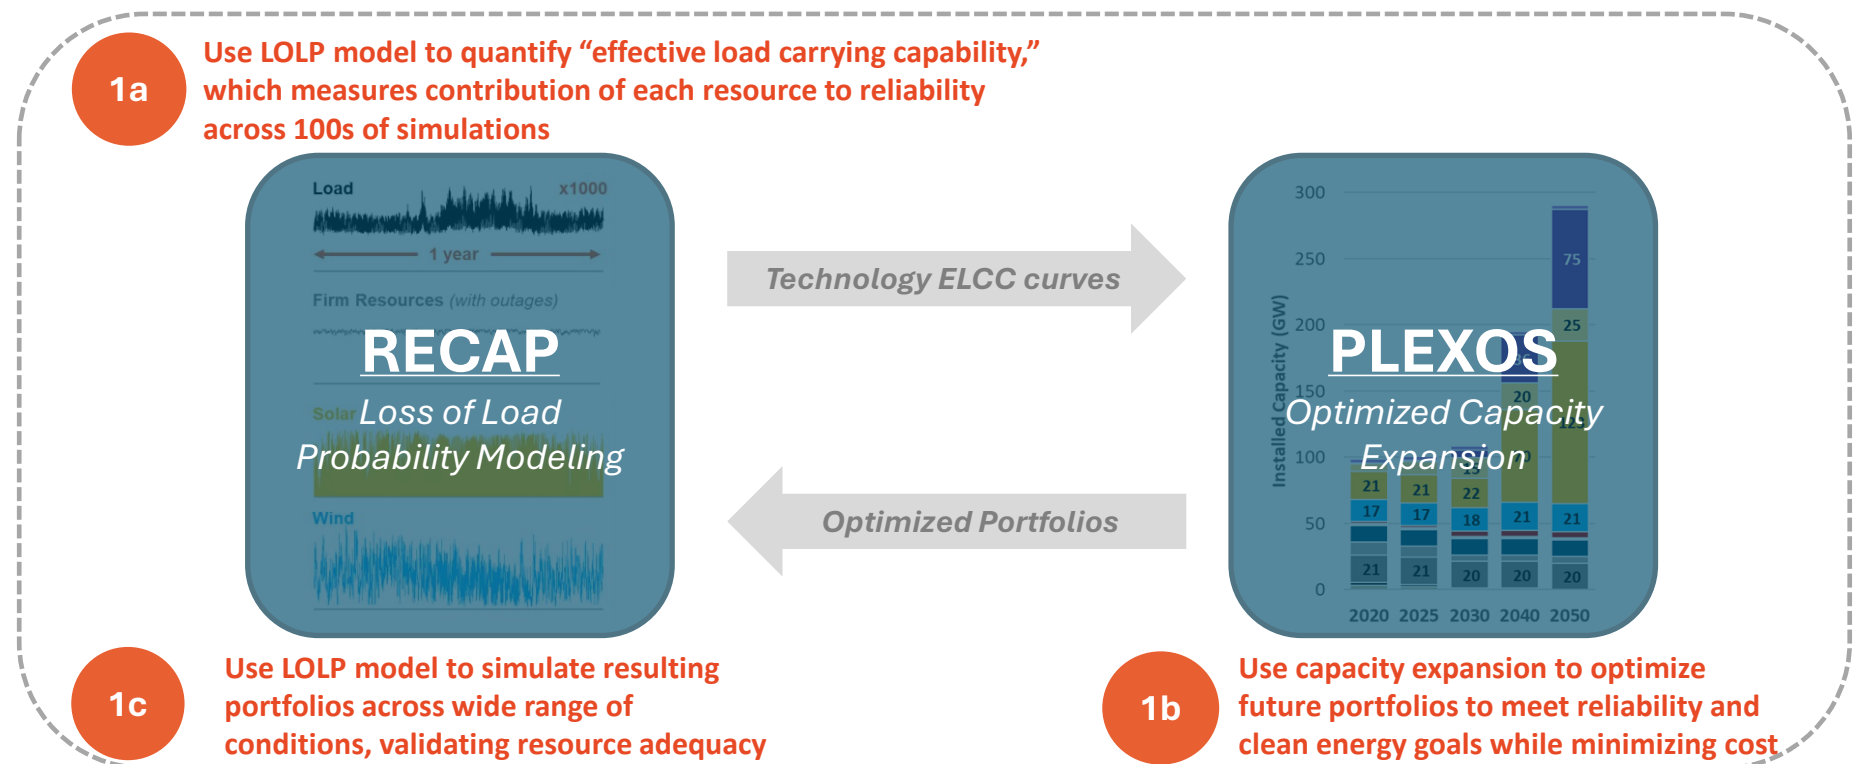 1a
Use LOLP model to quantify “effective load carrying capability,”
which measures contribution of each resource to reliability
across 100s of simulations
Load x1000
1 year
Firm Resources (with outages)
RECAP
Solar
Loss of Load
Probability Modeling
Wind
Technology ELCC curves
Optimized Portfolios
PLEXOS
Optimized Capacity
Expansion
Installed Capacity (GW)
300
250
200
150
100
50
0
75
25
20
21 21 22
17 17 18 21 21
21 21 20 20 20
2020 2025 2030 2040 2050
1c
Use LOLP model to simulate resulting
portfolios across wide range of
conditions, validating resource adequacy
1b
Use capacity expansion to optimize
future portfolios to meet reliability and
clean energy goals while minimizing cost